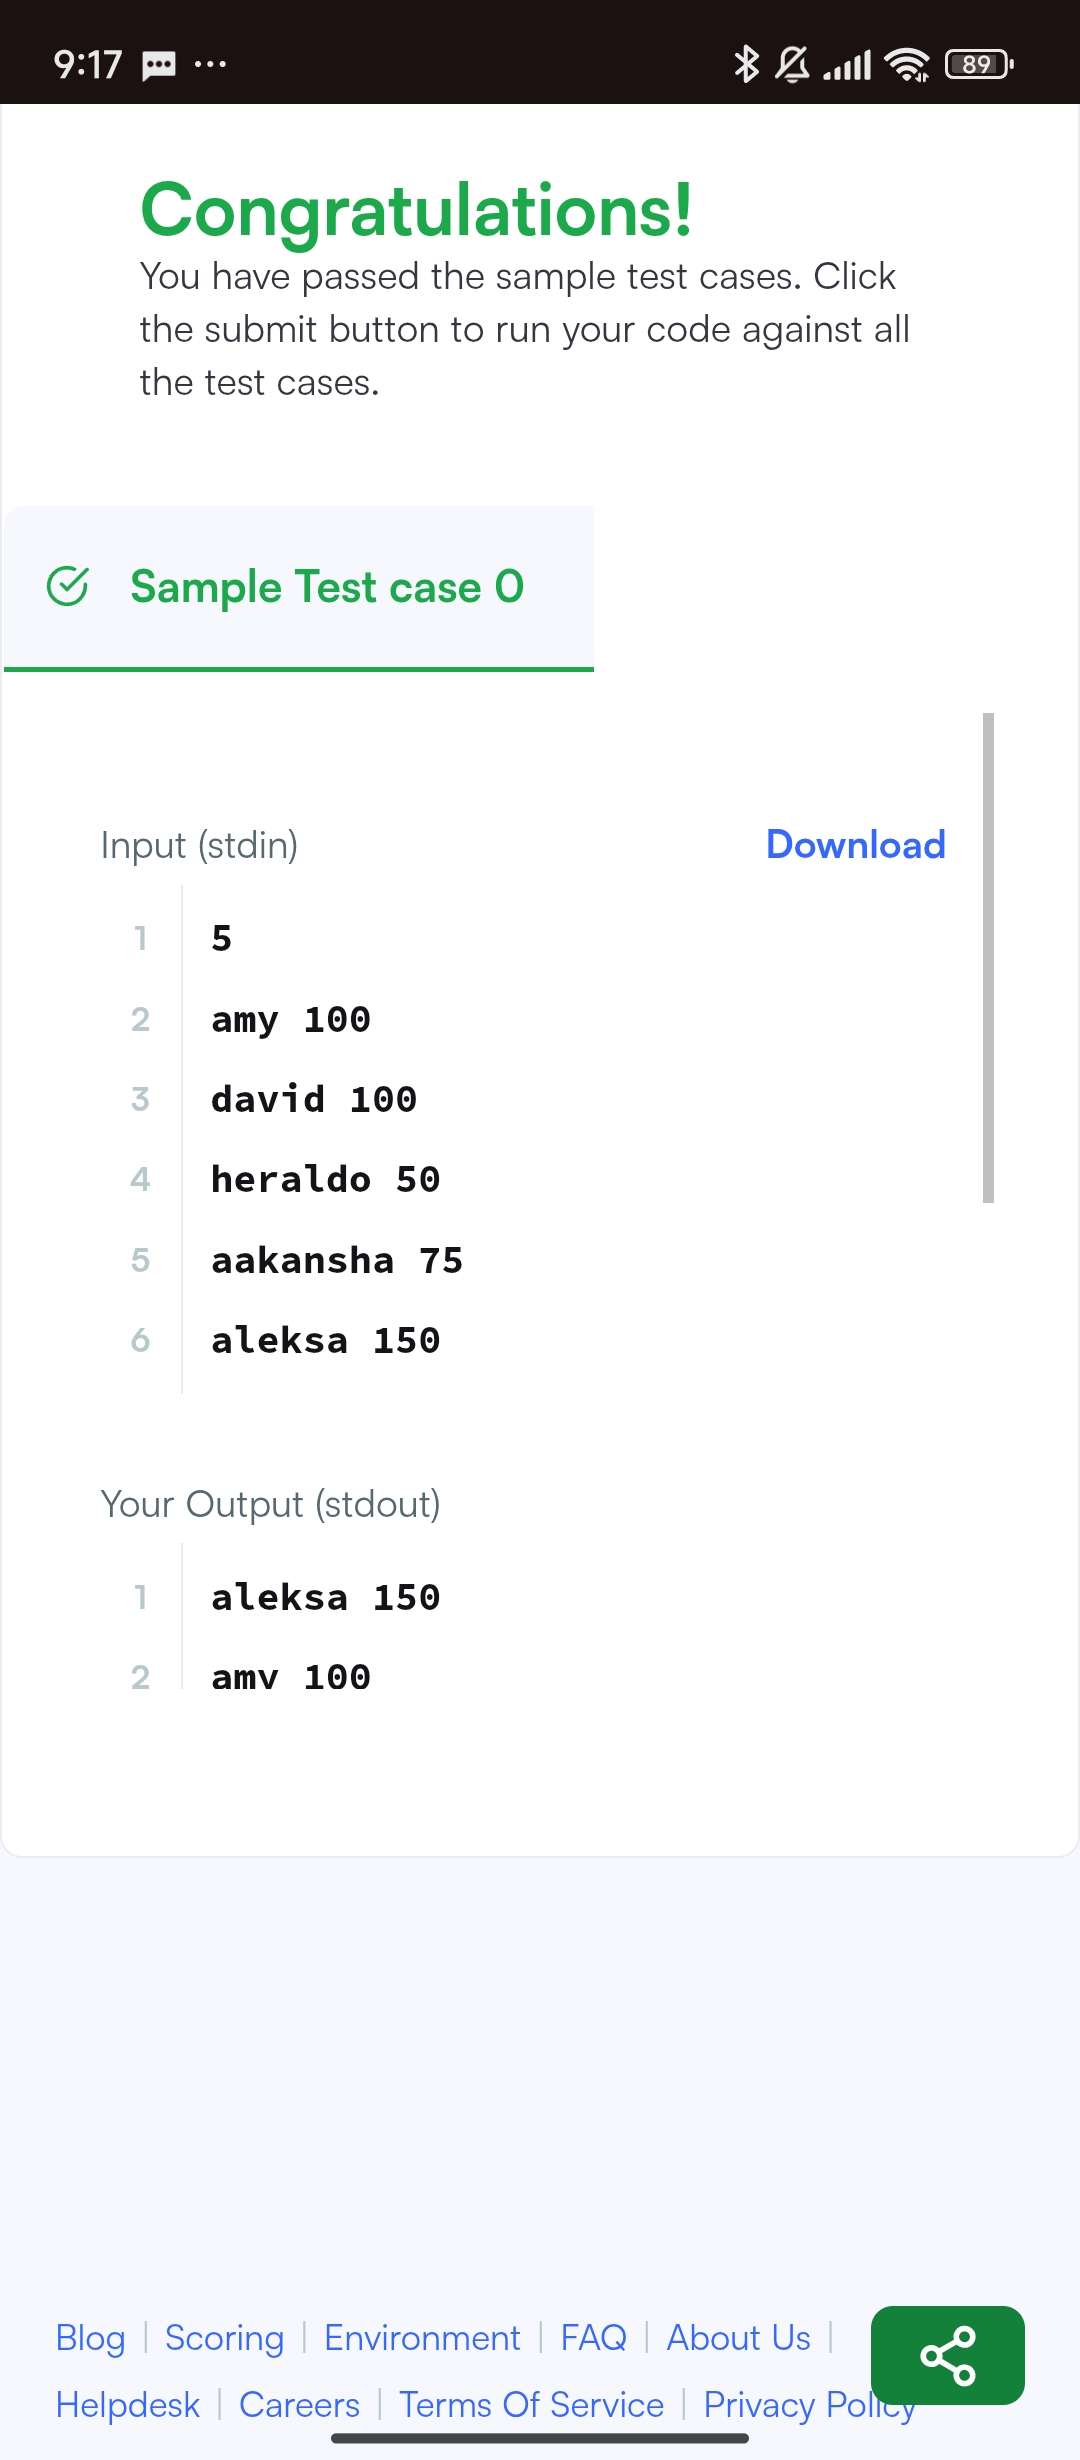 9:17 ... 89
Congratulations!
You have passed the sample test cases. Click
the submit button to run your code against all
the test cases.
Sample Test case 0
Input (stdin) Download
1 5
2 amy 100
3 david 100
4 heraldo 50
5 aakansha 75
6 aleksa 150
Your Output (stdout)
1 aleksa 150
2 amy 100
Blog | Scoring | Environment | FAQ | About Us |
Helpdesk | Careers | Terms Of Service | Privacy Policy